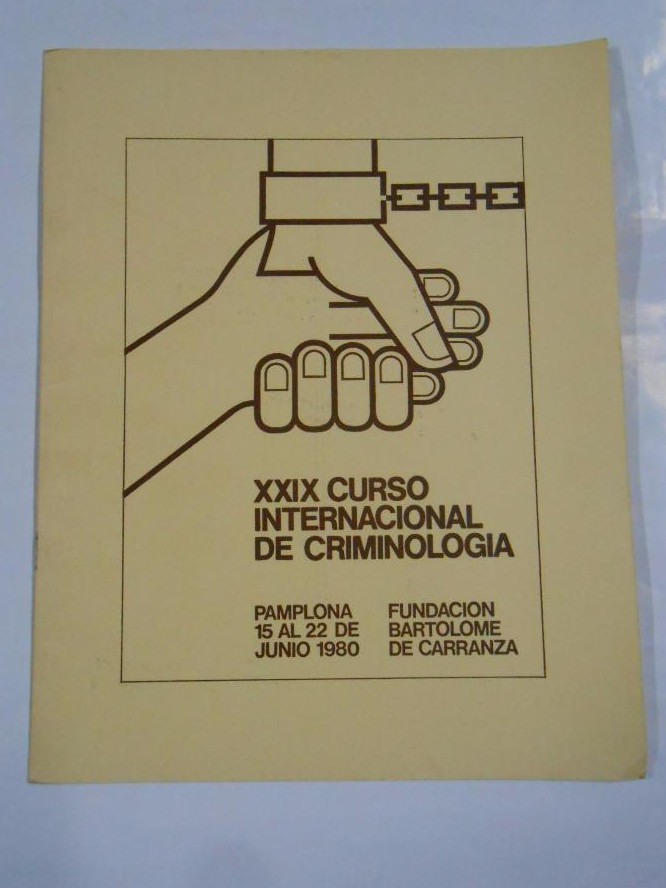 XXIX CURSO
INTERNACIONAL
DE CRIMINOLOGIA
PAMPLONA
15 AL 22 DE
JUNIO 1980
FUNDACION
BARTOLOME
DE CARRANZA